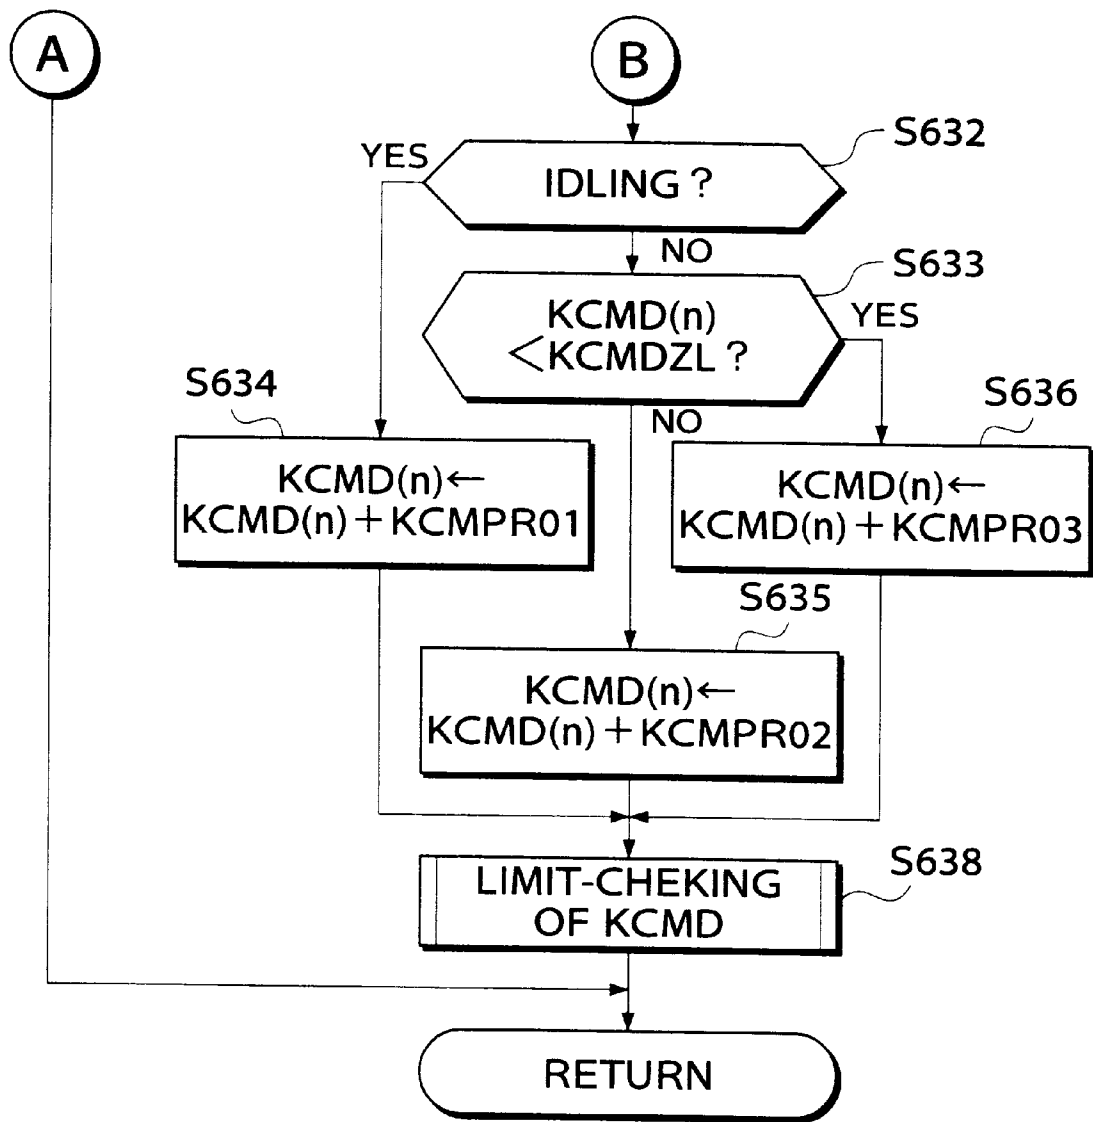 A
B
S632
YES
IDLING?
NO
S633
KCMD(n)
<KCMDZL?
YES
NO
S634
S636
KCMD(n)←
KCMD(n)+KCMPR01
KCMD(n)←
KCMD(n)+KCMPR03
S635
KCMD(n)←
KCMD(n)+KCMPR02
LIMIT-CHEKING
OF KCMD
S638
RETURN